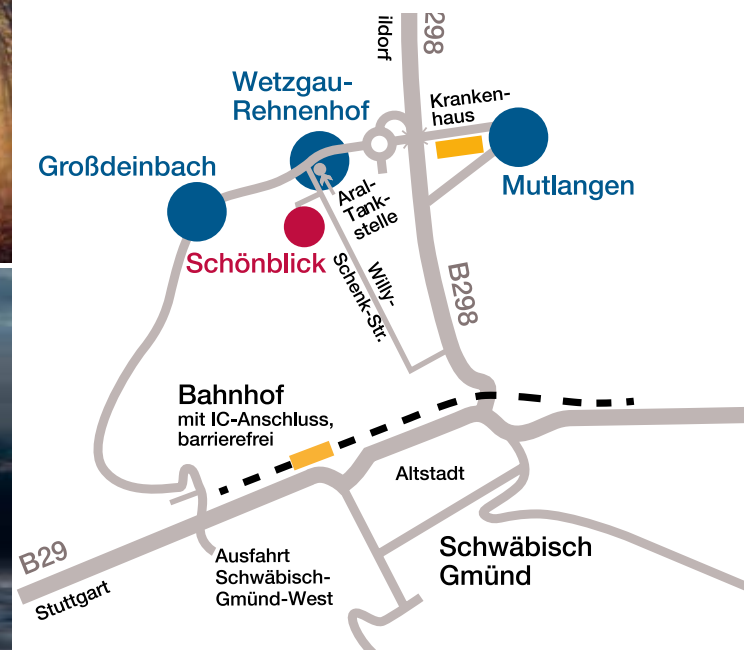 298
ildorf
Wetzgau-
Rehnenhof
Kranken-
haus
Großdeinbach
Mutlangen
Aral-
Tank-
stelle
Schönblick
Willy-
Schenk-Str.
B298
Bahnhof
mit IC-Anschluss,
barrierefrei
Altstadt
B29
Stuttgart
Ausfahrt
Schwäbisch-
Gmünd-West
Schwäbisch
Gmünd